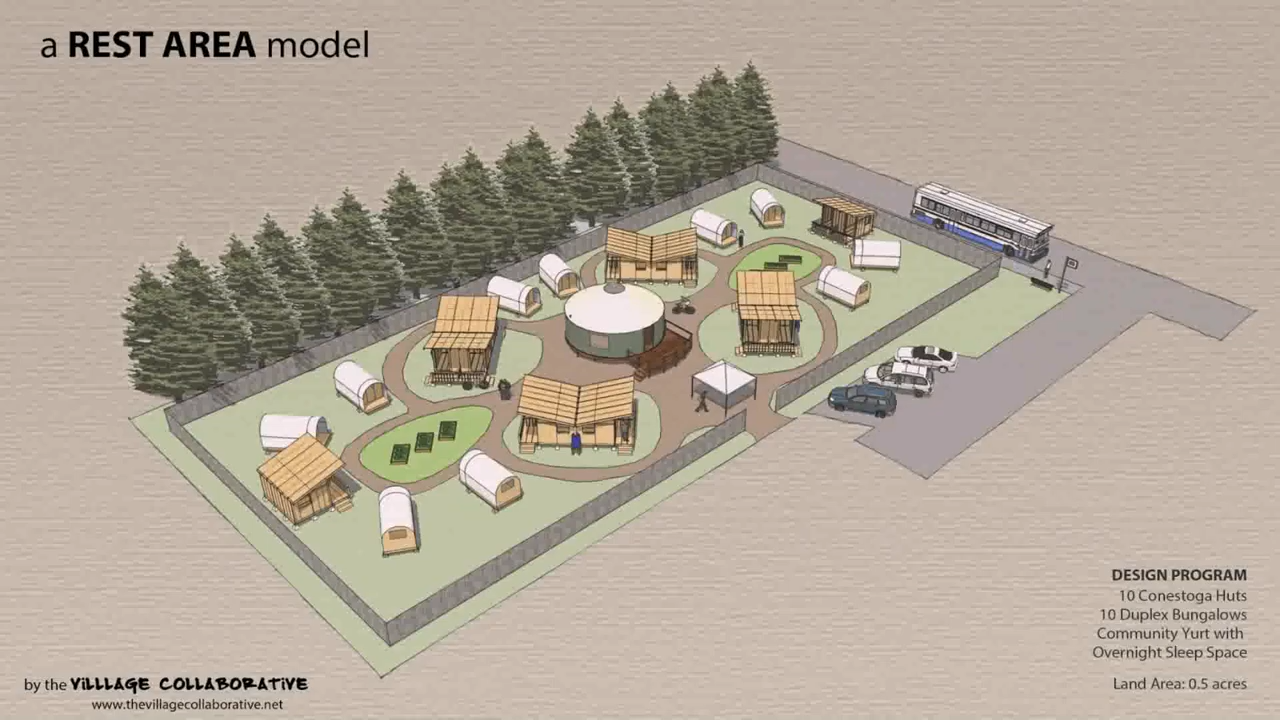 a REST AREA model
DESIGN PROGRAM
10 Conestoga Huts
10 Duplex Bungalows
Community Yurt with
Overnight Sleep Space
Land Area: 0.5 acres
by the ViLLLAGE COLLABORATiVE
www.thevillagecollaborative.net